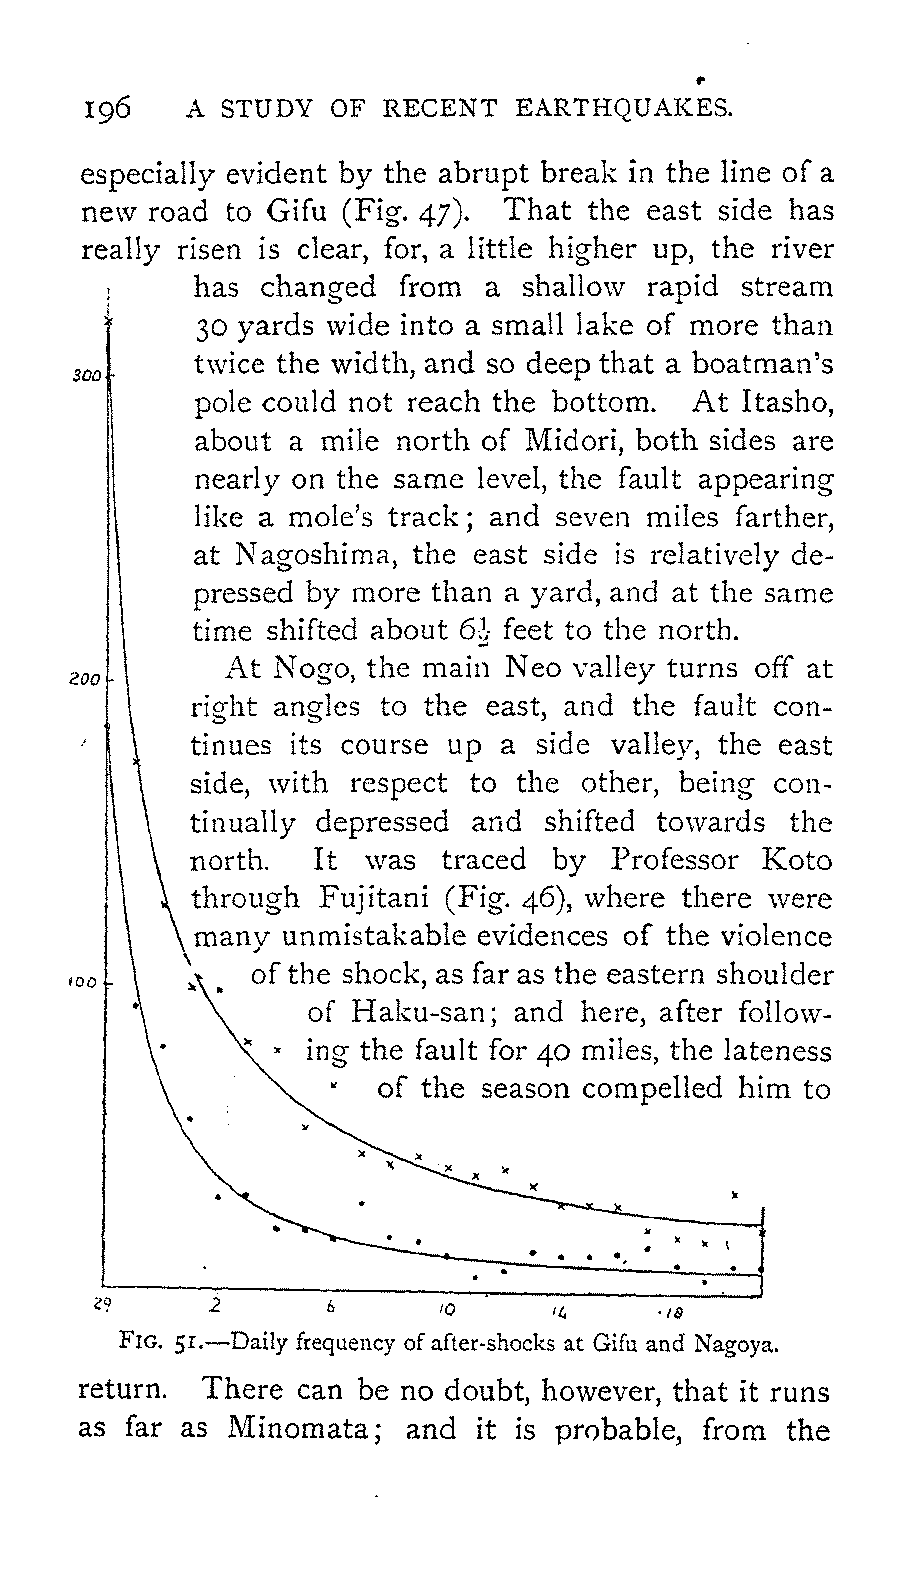 196 A STUDY OF RECENT EARTHQUAKES.
especially evident by the abrupt break in the line of a
new road to Gifu (Fig. 47). That the east side has
really risen is clear, for, a little higher up, the river
has changed from a shallow rapid stream
30 yards wide into a small lake of more than
twice the width, and so deep that a boatman's
300
pole could not reach the bottom. At Itasho,
about a mile north of Midori, both sides are
nearly on the same level, the fault appearing
like a mole's track; and seven miles farther,
at Nagoshima, the east side is relatively de-
pressed by more than a yard, and at the same
time shifted about 6½ feet to the north.
At Nogo, the main Neo valley turns off at
200
right angles to the east, and the fault con-
tinues its course up a side valley, the east
side, with respect to the other, being con-
tinually depressed and shifted towards the
north. It was traced by Professor Koto
through Fujitani (Fig. 46), where there were
many unmistakable evidences of the violence
of the shock, as far as the eastern shoulder
100
of Haku-san; and here, after follow-
ing the fault for 40 miles, the lateness
of the season compelled him to
29 2 6 10 14 18
FIG. 51.—Daily frequency of after-shocks at Gifu and Nagoya.
return. There can be no doubt, however, that it runs
as far as Minomata; and it is probable, from the